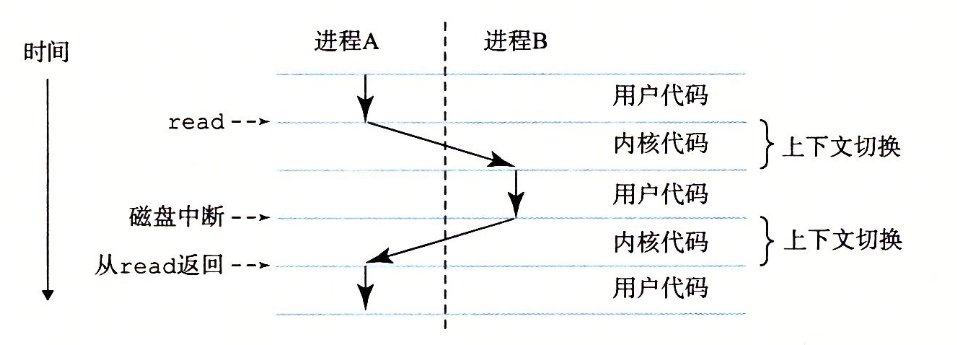 进程A 进程B
时间
用户代码
read
内核代码 上下文切换
用户代码
磁盘中断
内核代码 上下文切换
从read返回
用户代码